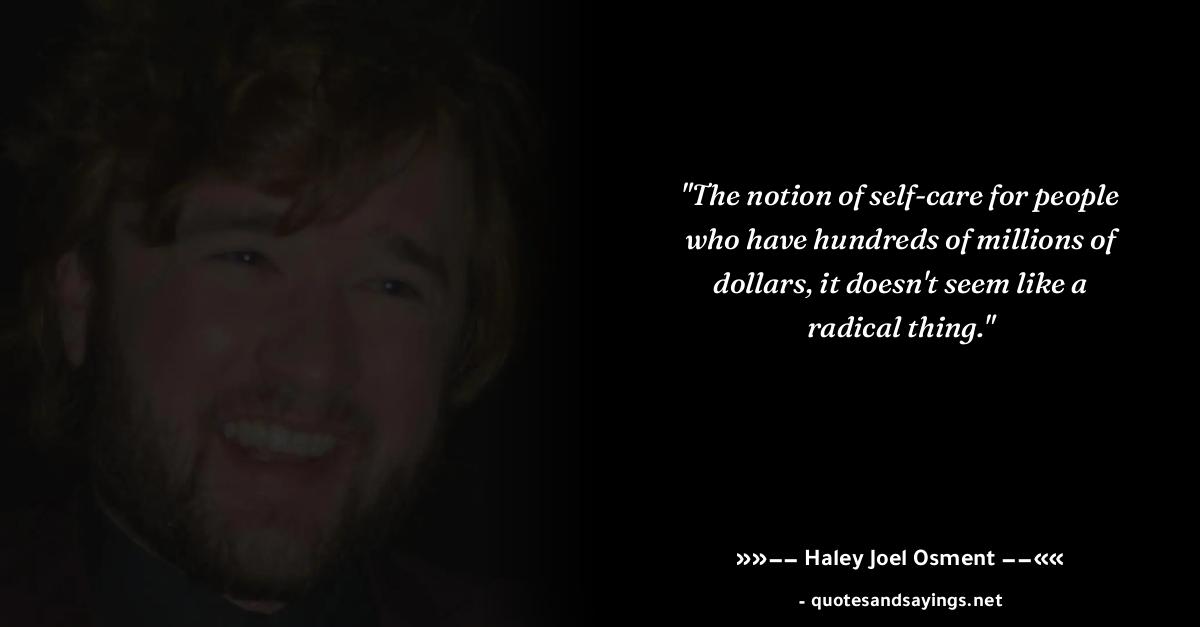 "The notion of self-care for people
who have hundreds of millions of
dollars, it doesn't seem like a
radical thing."
»»−− Haley Joel Osment −−««
- quotesandsayings.net